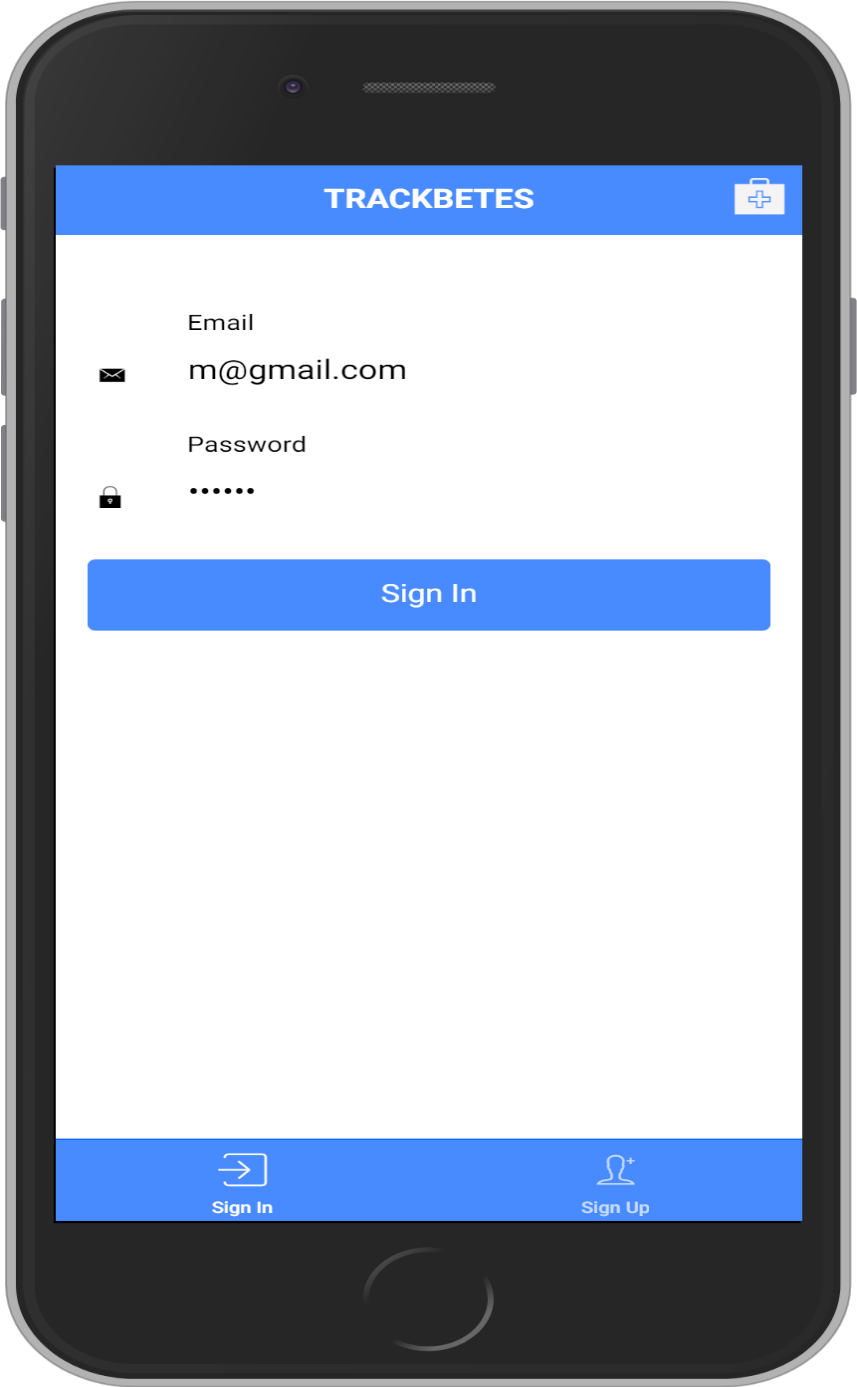 TRACKBETES
Email
m@gmail.com
Password
••••••
Sign In
Sign In
Sign Up